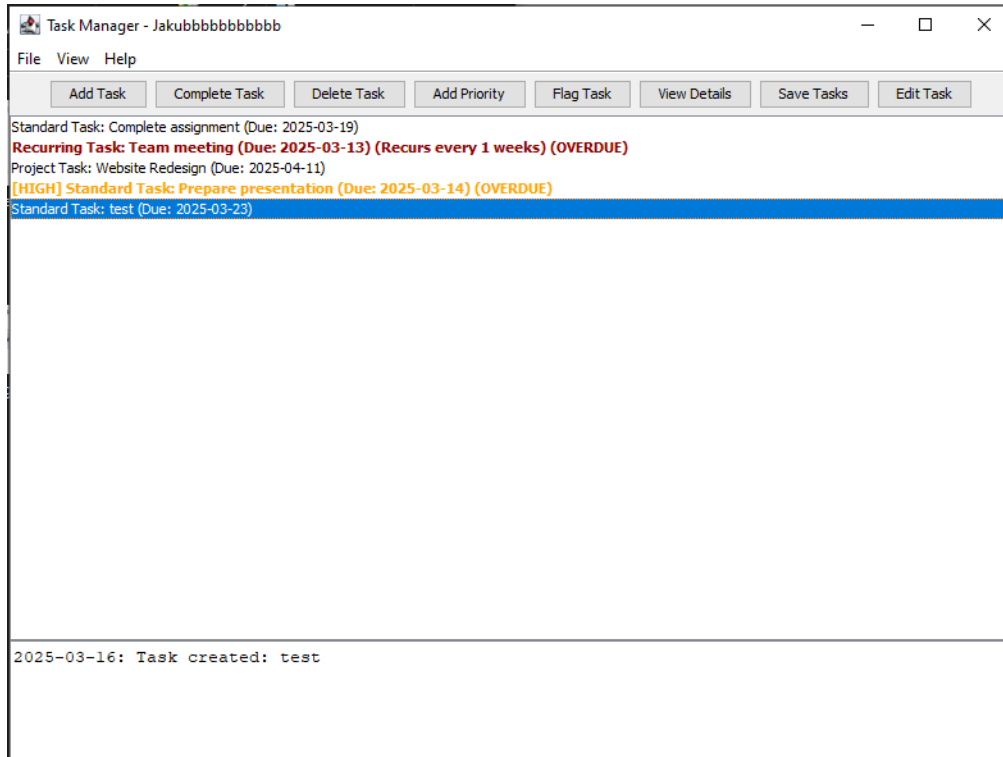 Task Manager - Jakubbbbbbbbbbb
File View Help
Add Task Complete Task Delete Task Add Priority Flag Task View Details Save Tasks Edit Task
Standard Task: Complete assignment (Due: 2025-03-19)
Recurring Task: Team meeting (Due: 2025-03-13) (Recurs every 1 weeks) (OVERDUE)
Project Task: Website Redesign (Due: 2025-04-11)
[HIGH] Standard Task: Prepare presentation (Due: 2025-03-14) (OVERDUE)
Standard Task: test (Due: 2025-03-23)
2025-03-16: Task created: test